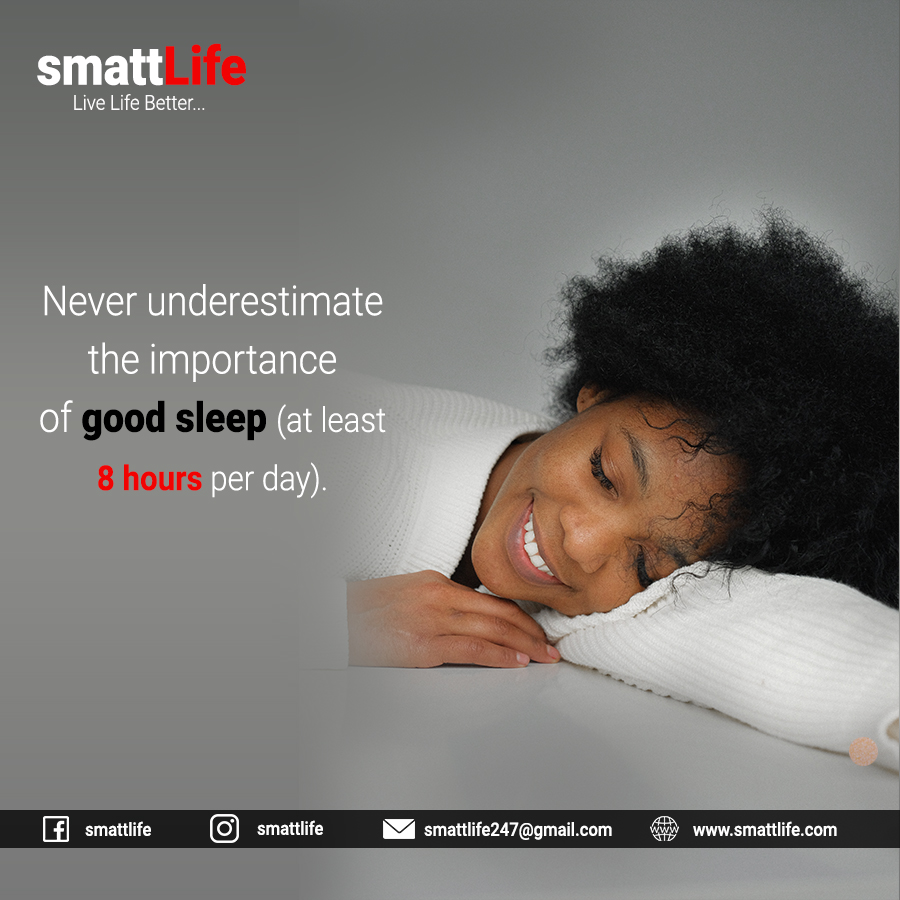 smattLife
Live Life Better...
Never underestimate
the importance
of good sleep (at least
8 hours per day).
smattlife smattlife smattlife247@gmail.com www.smattlife.com